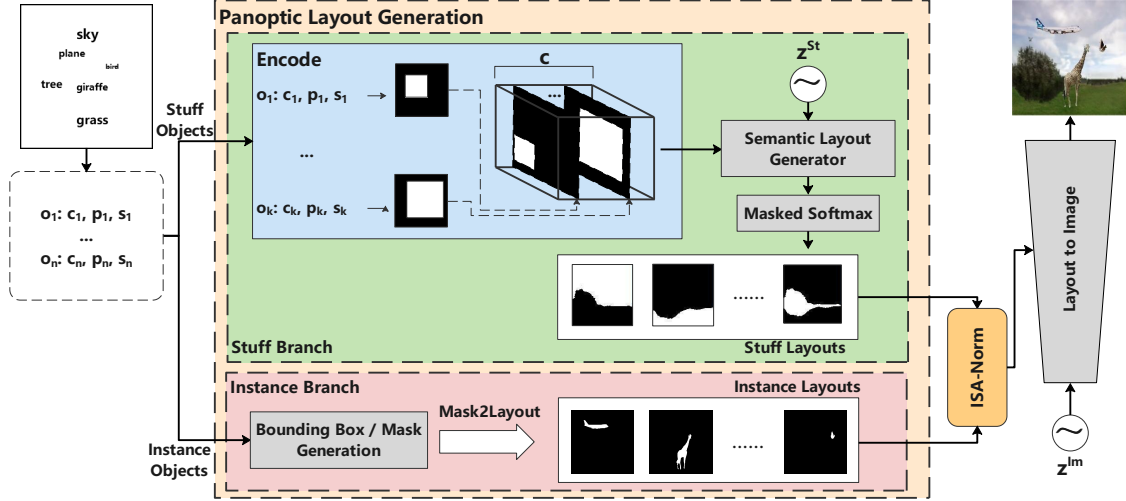 sky
plane
bird
tree
giraffe
grass
o1: c1, p1, s1
...
on: cn, pn, sn
Stuff
Objects
Instance
Objects
Panoptic Layout Generation
Encode
o1: c1, p1, s1
...
ok: ck, pk, sk
C
...
z^St
Semantic Layout
Generator
Masked Softmax
......
Stuff Branch
Stuff Layouts
Instance Branch
Instance Layouts
Bounding Box / Mask
Generation
Mask2Layout
......
ISA-Norm
Layout to Image
z^Im